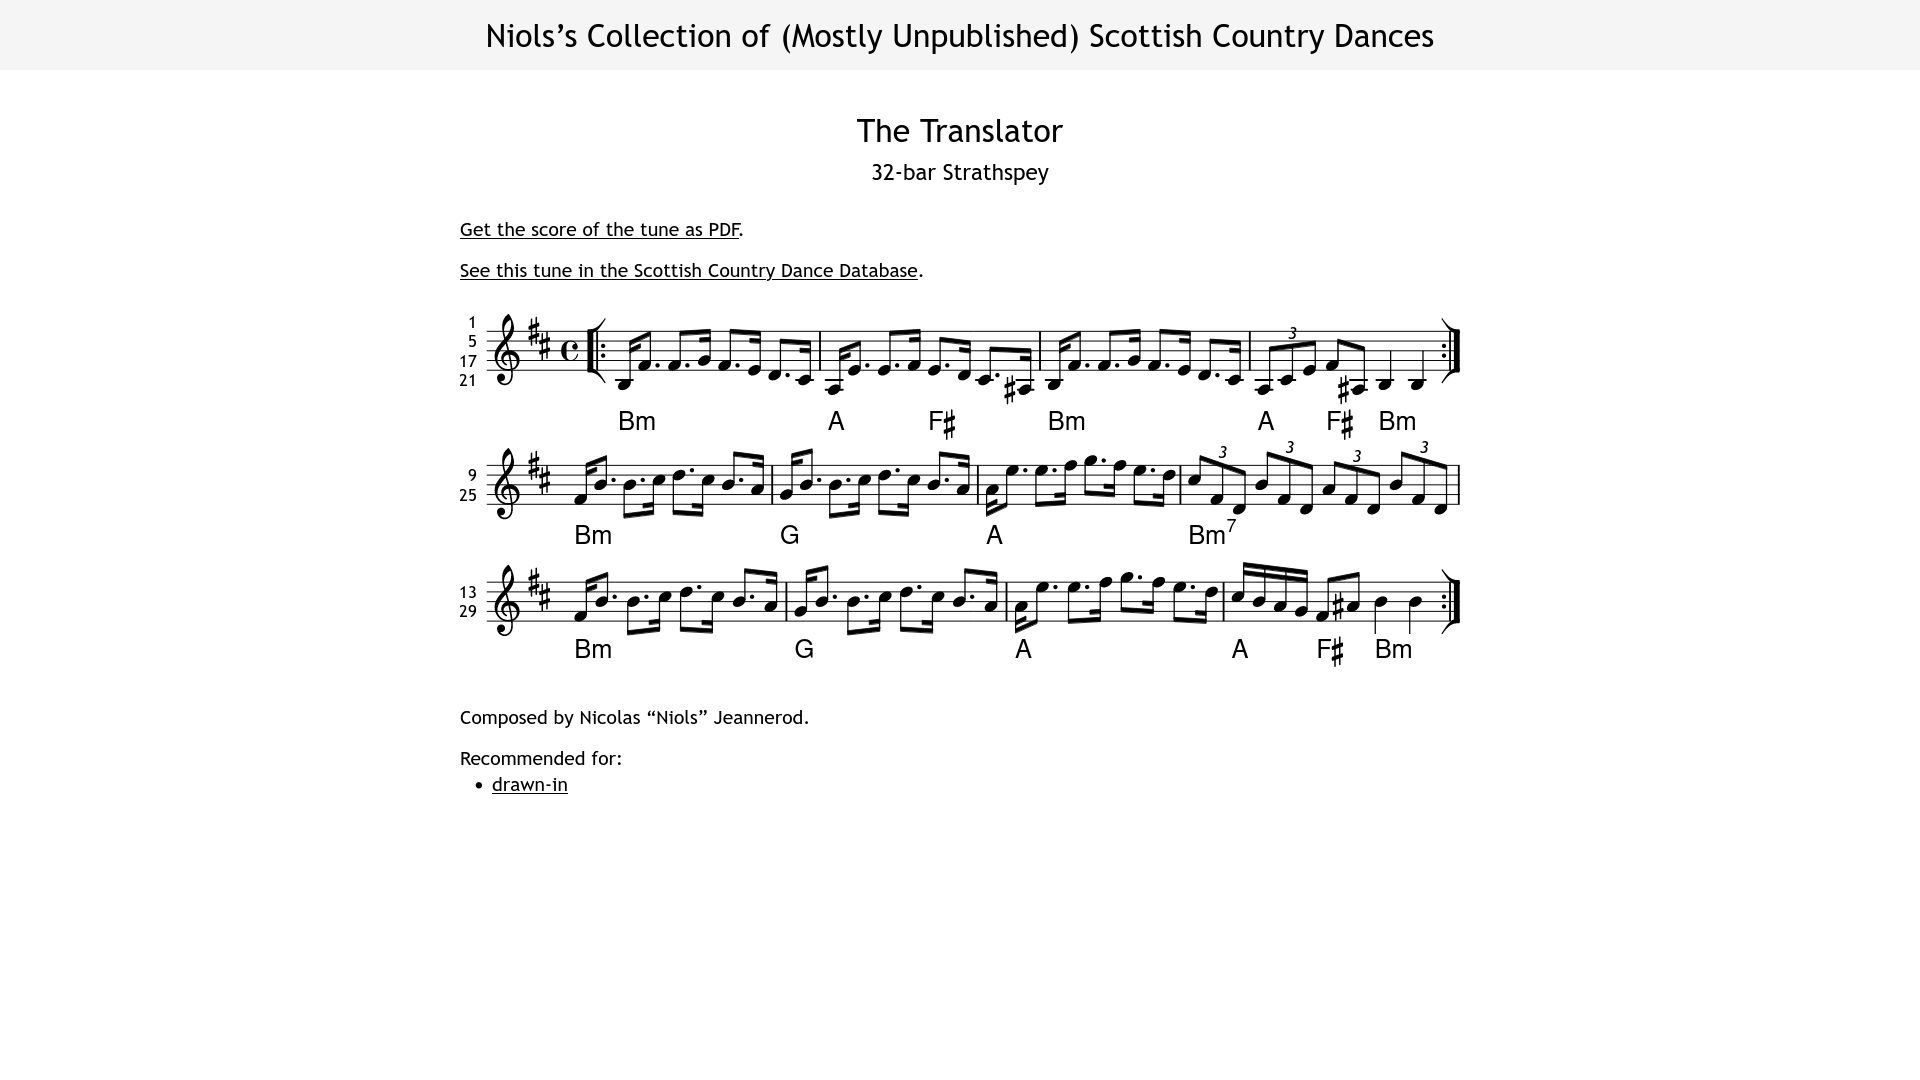 Niols’s Collection of (Mostly Unpublished) Scottish Country Dances
The Translator
32-bar Strathspey
Get the score of the tune as PDF.
See this tune in the Scottish Country Dance Database.
1
5
17
21
3
Bm A F♯ Bm A F♯ Bm
9
25
3 3 3 3
Bm G A Bm7
13
29
Bm G A A F♯ Bm
Composed by Nicolas “Niols” Jeannerod.
Recommended for:
• drawn-in